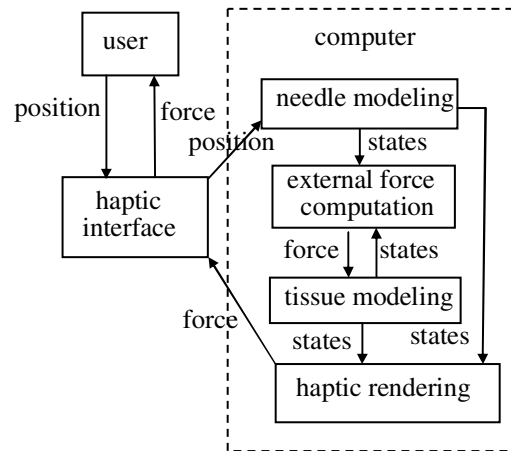 user
computer
position
force
needle modeling
position
states
haptic
interface
external force
computation
force
states
tissue modeling
force
states
states
haptic rendering